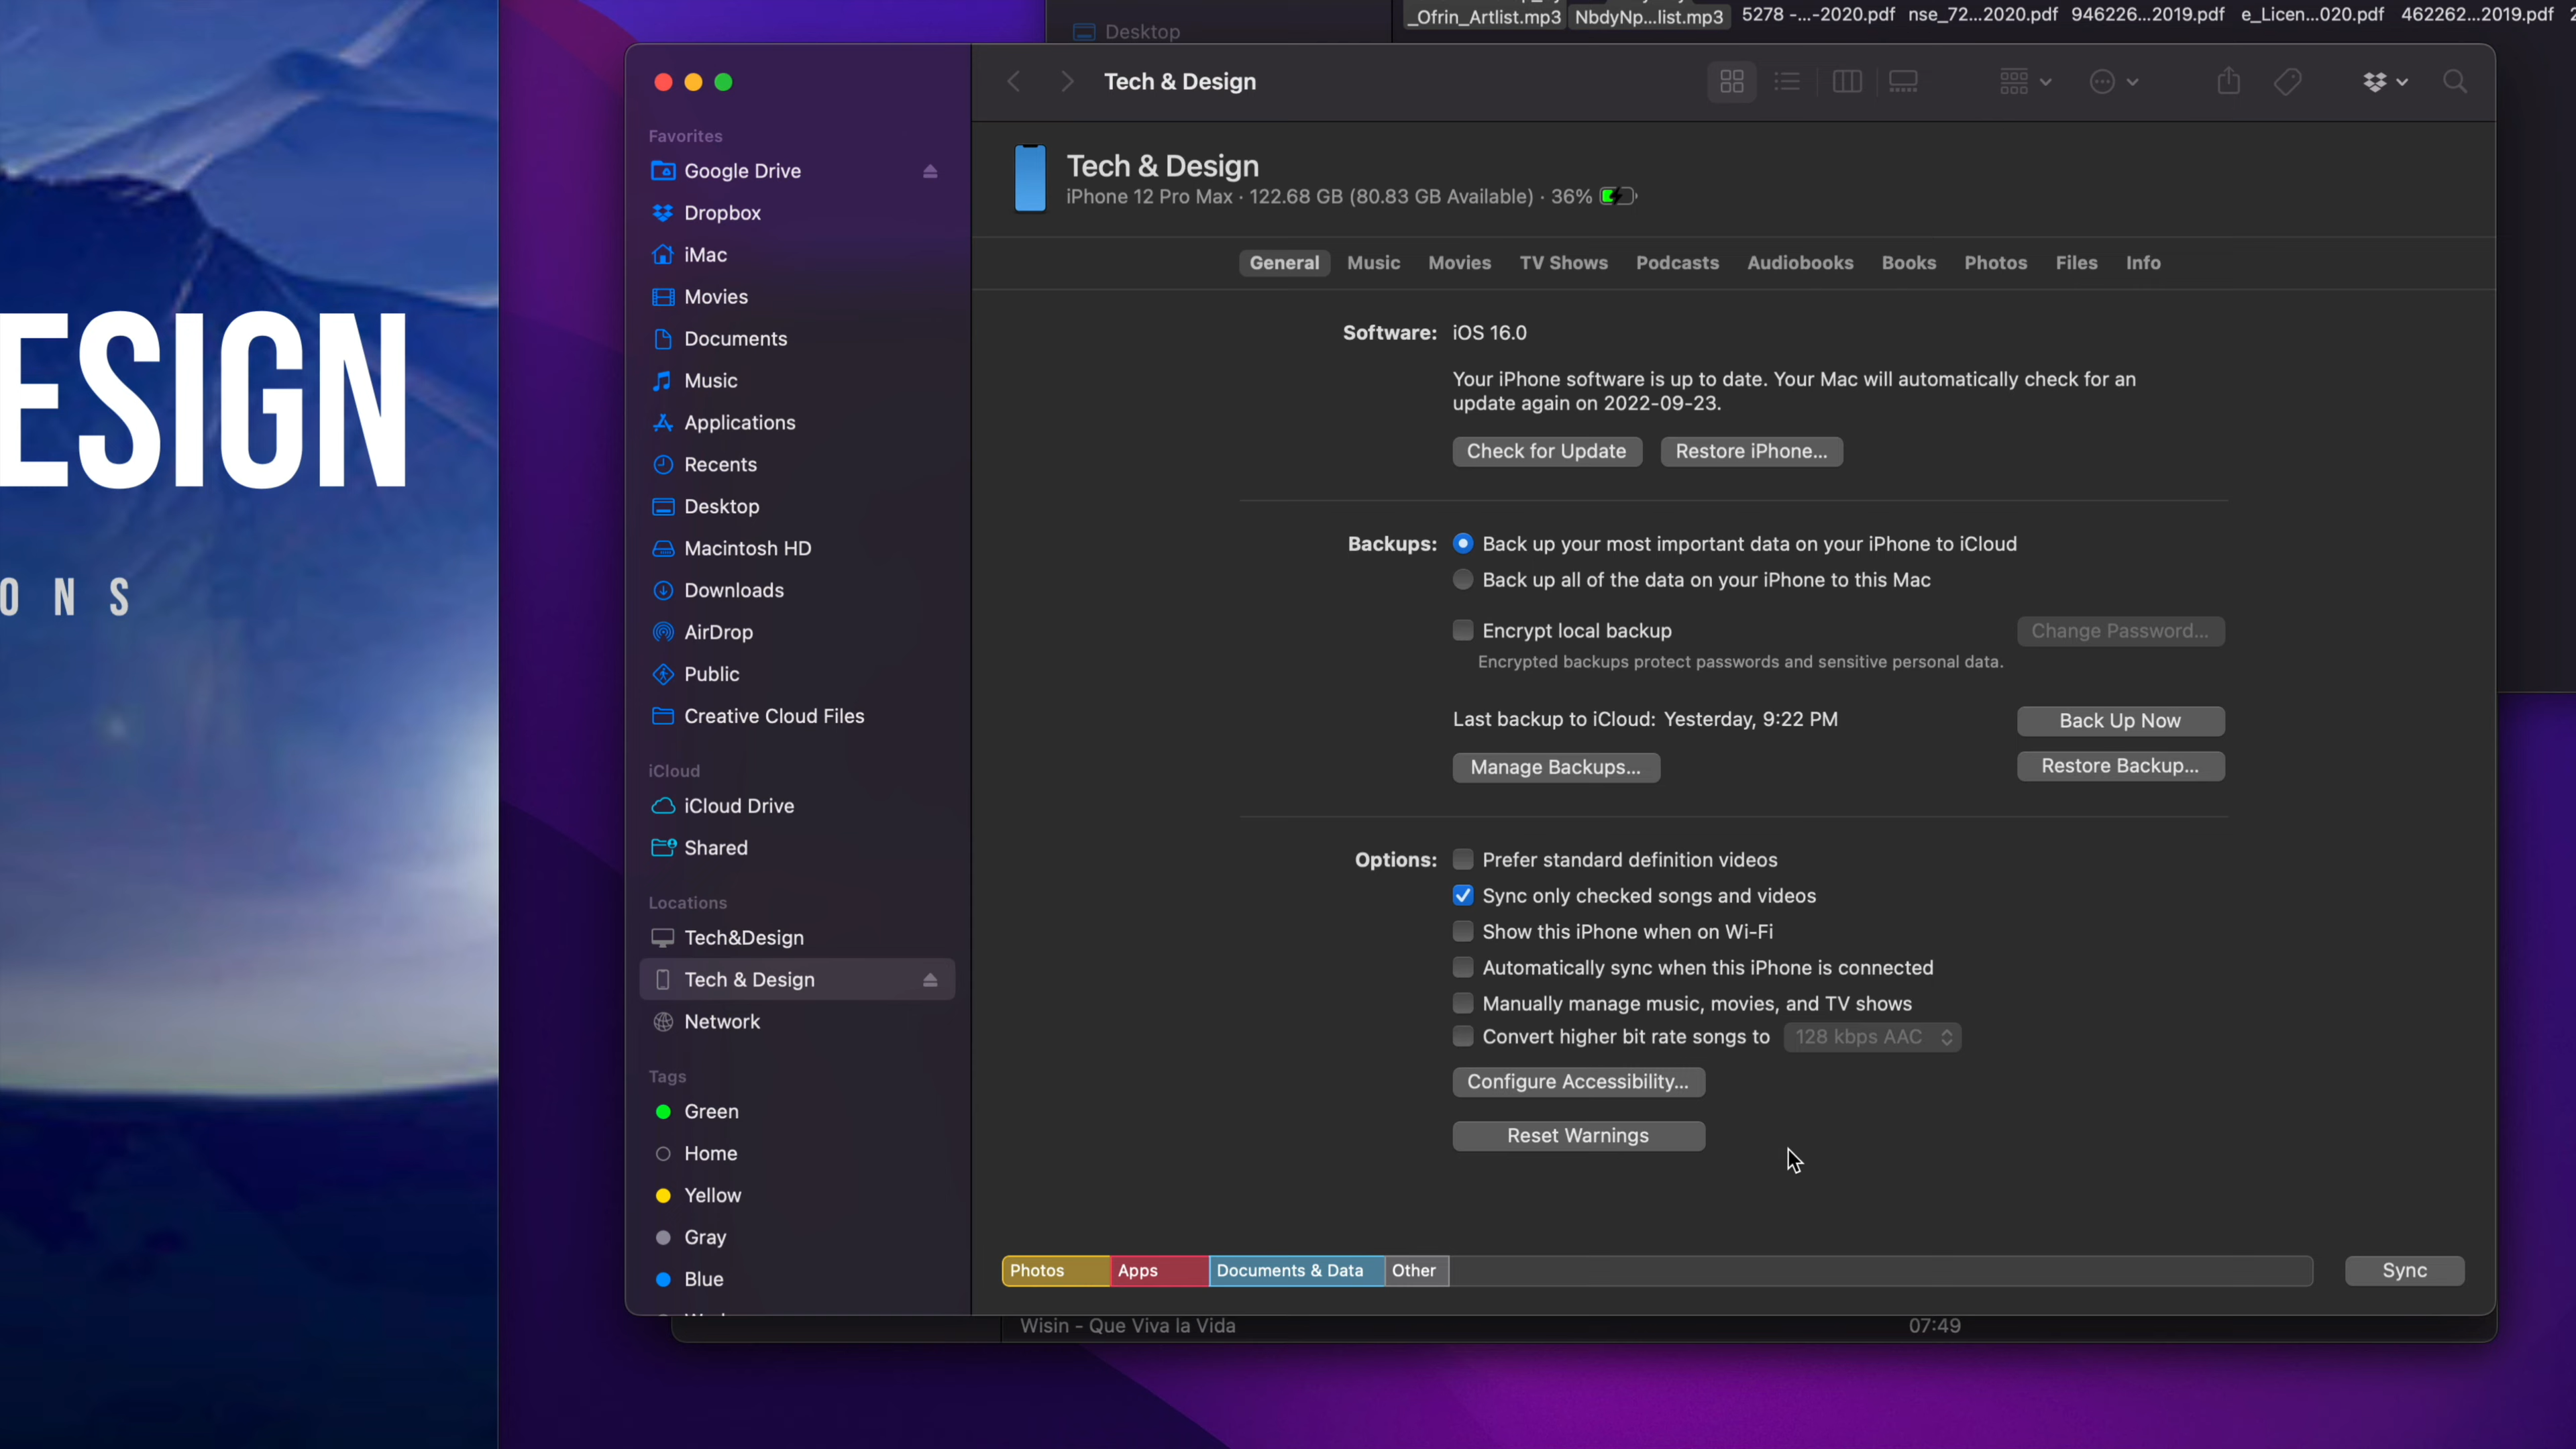 _Ofrin_Artlist.mp3 NbdyNp...list.mp3 5278 -...-2020.pdf nse_72...2020.pdf 946226...2019.pdf e_Licen...020.pdf 462262...2019.pdf
Desktop
Tech & Design
ESIGN
O N S
Favorites
Google Drive
Dropbox
iMac
Movies
Documents
Music
Applications
Recents
Desktop
Macintosh HD
Downloads
AirDrop
Public
Creative Cloud Files
iCloud
iCloud Drive
Shared
Locations
Tech&Design
Tech & Design
Network
Tags
Green
Home
Yellow
Gray
Blue
Tech & Design
iPhone 12 Pro Max · 122.68 GB (80.83 GB Available) · 36%
General Music Movies TV Shows Podcasts Audiobooks Books Photos Files Info
Software: iOS 16.0
Your iPhone software is up to date. Your Mac will automatically check for an
update again on 2022-09-23.
Check for Update Restore iPhone...
Backups: Back up your most important data on your iPhone to iCloud
Back up all of the data on your iPhone to this Mac
Encrypt local backup Change Password...
Encrypted backups protect passwords and sensitive personal data.
Last backup to iCloud: Yesterday, 9:22 PM Back Up Now
Manage Backups... Restore Backup...
Options: Prefer standard definition videos
Sync only checked songs and videos
Show this iPhone when on Wi-Fi
Automatically sync when this iPhone is connected
Manually manage music, movies, and TV shows
Convert higher bit rate songs to 128 kbps AAC
Configure Accessibility...
Reset Warnings
Photos Apps Documents & Data Other Sync
Wisin - Que Viva la Vida 07:49